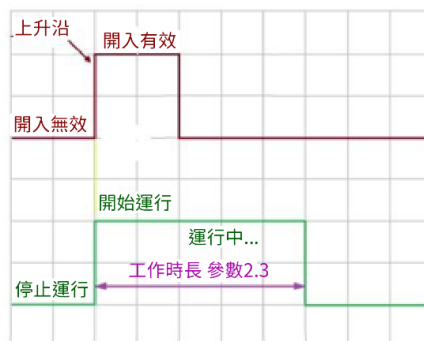 上升沿
開入有效
開入無效
開始運行
運行中...
工作時長 參數2.3
停止運行